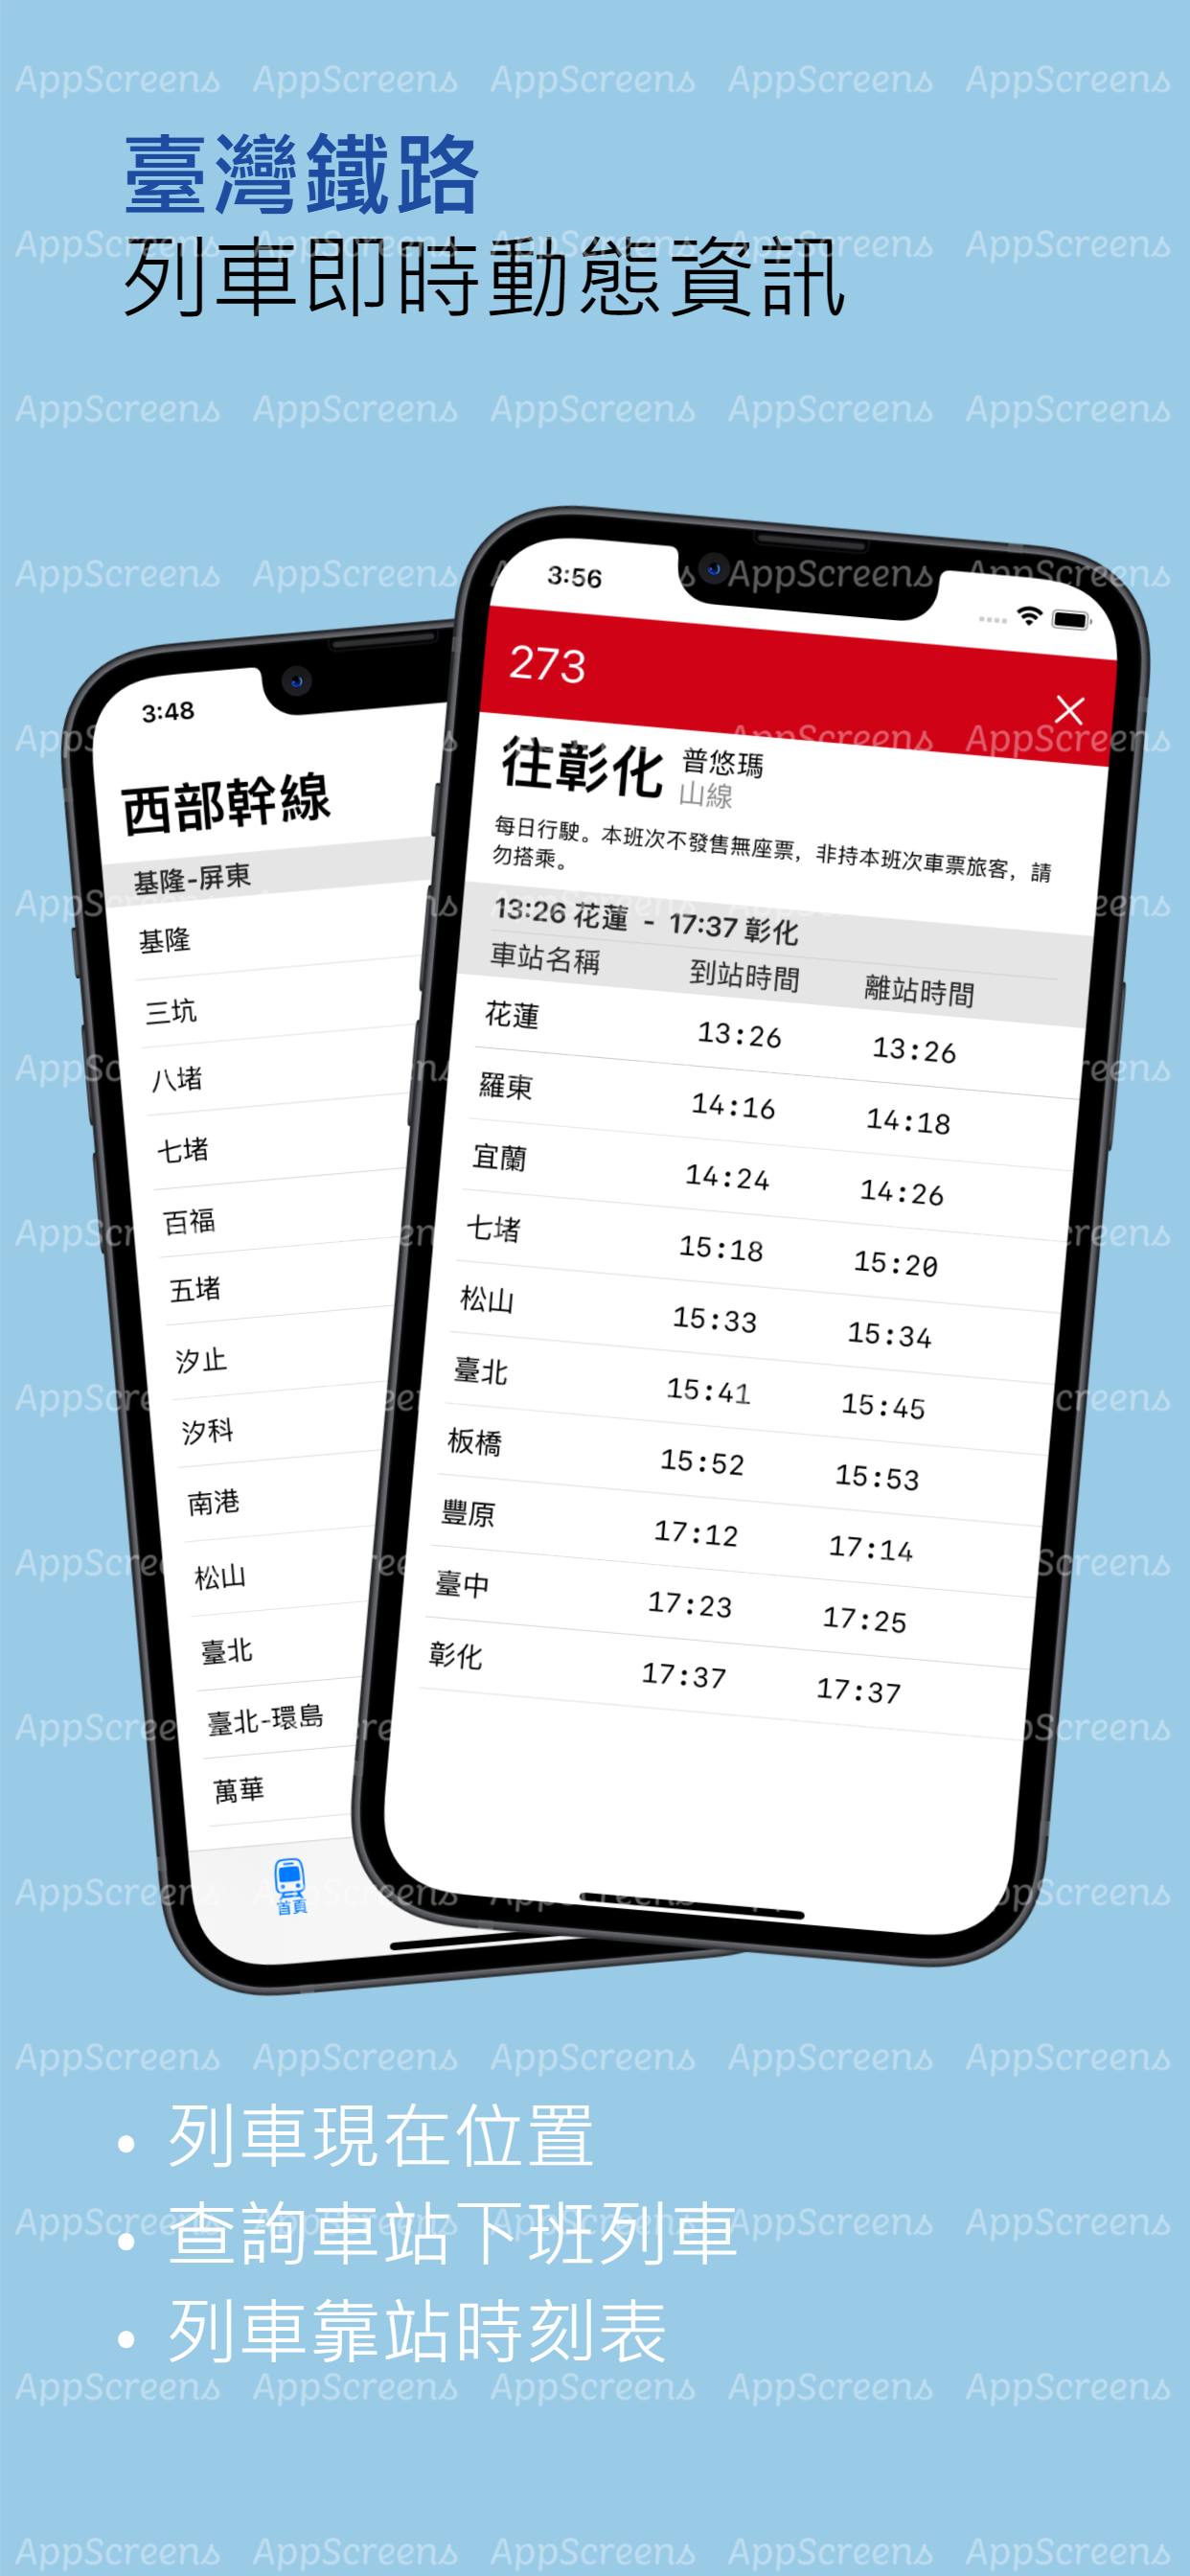 臺灣鐵路
列車即時動態資訊
3:48
西部幹線
基隆-屏東
基隆
三坑
八堵
七堵
百福
五堵
汐止
汐科
南港
松山
臺北
臺北-環島
萬華
首頁
3:56
273
往彰化 普悠瑪
山線
每日行駛。本班次不發售無座票，非持本班次車票旅客，請
勿搭乘。
13:26 花蓮 - 17:37 彰化
車站名稱 到站時間 離站時間
花蓮 13:26 13:26
羅東 14:16 14:18
宜蘭 14:24 14:26
七堵 15:18 15:20
松山 15:33 15:34
臺北 15:41 15:45
板橋 15:52 15:53
豐原 17:12 17:14
臺中 17:23 17:25
彰化 17:37 17:37
• 列車現在位置
• 查詢車站下班列車
• 列車靠站時刻表
AppScreens AppScreens AppScreens AppScreens AppScreens